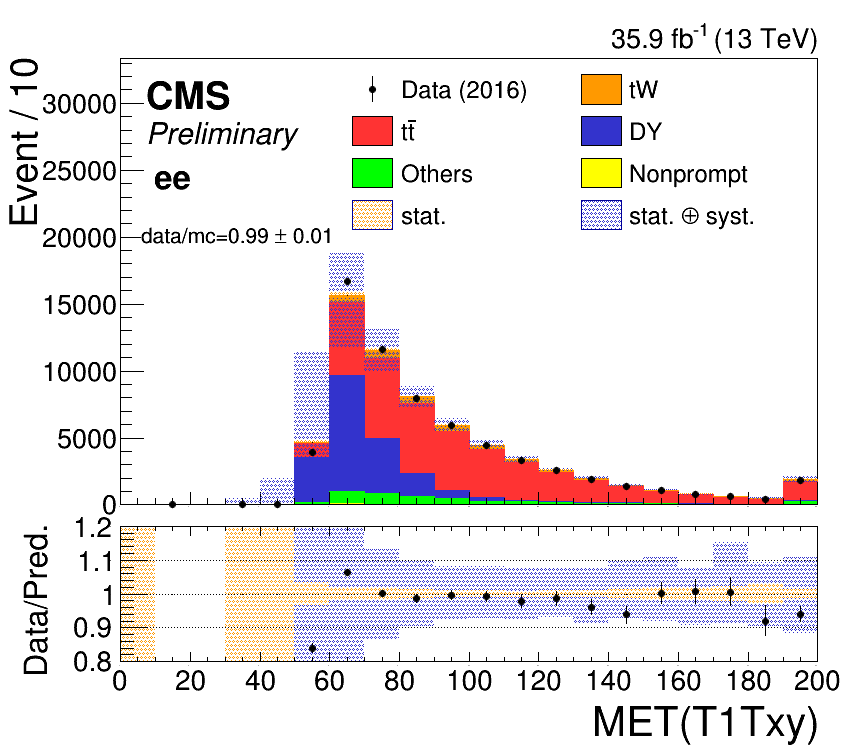 35.9 fb⁻¹ (13 TeV)
Event / 10
CMS
Preliminary
ee
data/mc=0.99 ± 0.01
Data (2016)
tW
tt̄
DY
Others
Nonprompt
stat.
stat. ⊕ syst.
30000
25000
20000
15000
10000
5000
0
Data/Pred.
1.2
1.1
1
0.9
0.8
0 20 40 60 80 100 120 140 160 180 200
MET(T1Txy)